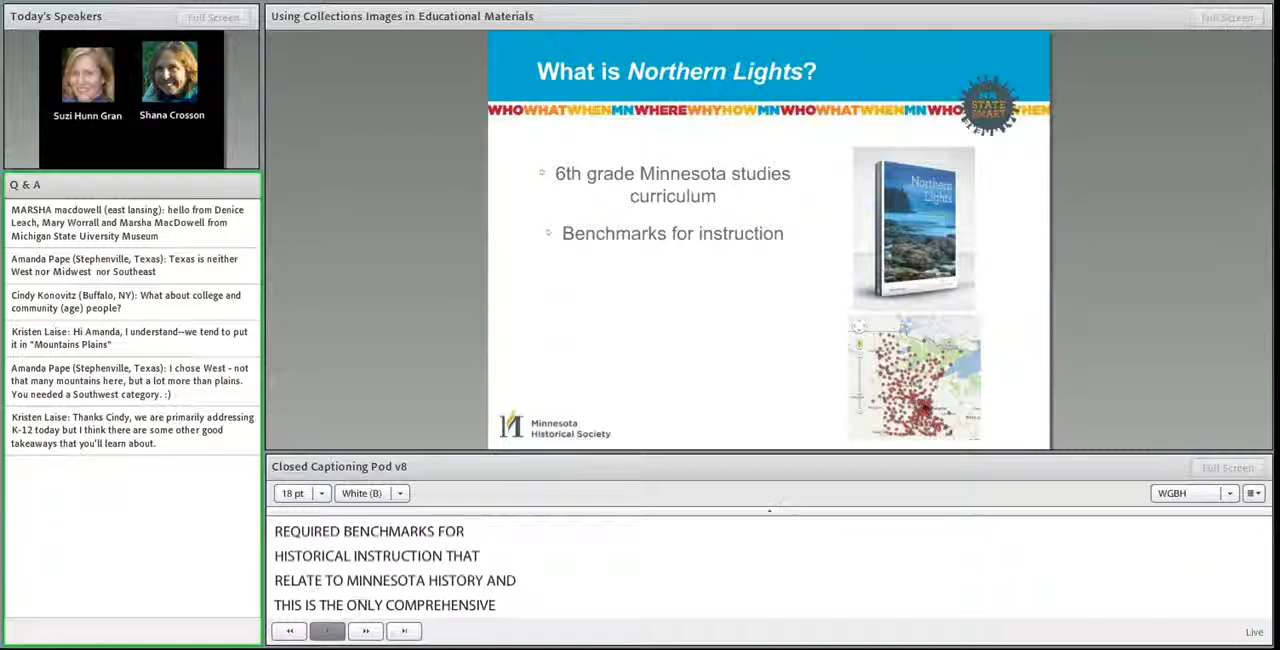 Today's Speakers
Full Screen
Suzi Hunn Gran
Shana Crosson
Q & A
MARSHA macdowell (east lansing): hello from Denice
Leach, Mary Worrall and Marsha MacDowell from
Michigan State Uiversity Museum
Amanda Pape (Stephenville, Texas): Texas is neither
West nor Midwest nor Southeast
Cindy Konovitz (Buffalo, NY): What about college and
community (age) people?
Kristen Laise: Hi Amanda, I understand--we tend to put
it in "Mountains Plains"
Amanda Pape (Stephenville, Texas): I chose West - not
that many mountains here, but a lot more than plains.
You needed a Southwest category. :)
Kristen Laise: Thanks Cindy, we are primarily addressing
K-12 today but I think there are some other good
takeaways that you'll learn about.
Using Collections Images in Educational Materials
Full Screen
What is Northern Lights?
WHOWHATWHENMNWHEREWHYHOWMNWHOWHATWHENMNWHO
HEN
MN
STATE
SMART
6th grade Minnesota studies
curriculum
Benchmarks for instruction
Northern
Lights
Minnesota
Historical Society
Closed Captioning Pod v8
Full Screen
18 pt
White (B)
WGBH
REQUIRED BENCHMARKS FOR
HISTORICAL INSTRUCTION THAT
RELATE TO MINNESOTA HISTORY AND
THIS IS THE ONLY COMPREHENSIVE
Live